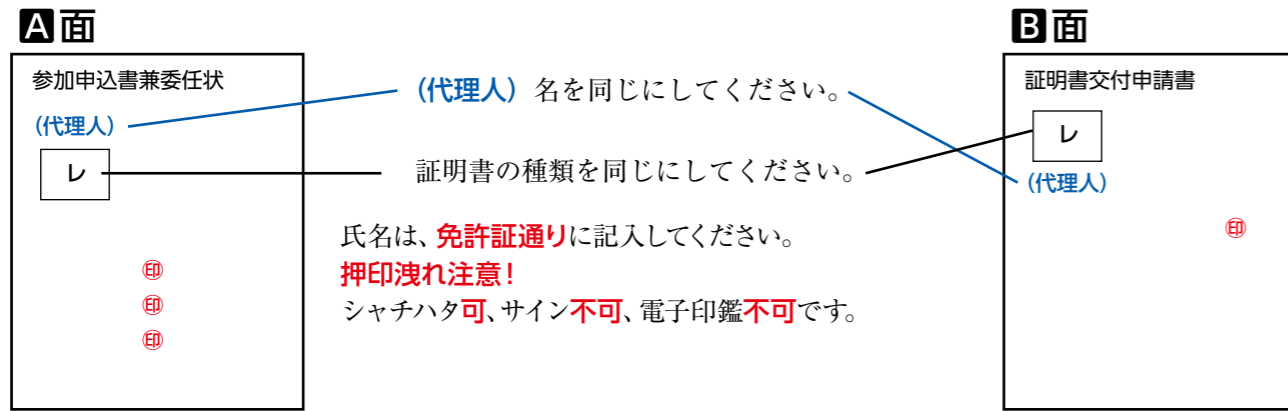 A面
参加申込書兼委任状
(代理人)
レ
㊞
㊞
㊞
(代理人) 名を同じにしてください。
証明書の種類を同じにしてください。
氏名は、免許証通りに記入してください。
押印洩れ注意！
シャチハタ可、サイン不可、電子印鑑不可です。
B面
証明書交付申請書
レ
(代理人)
㊞